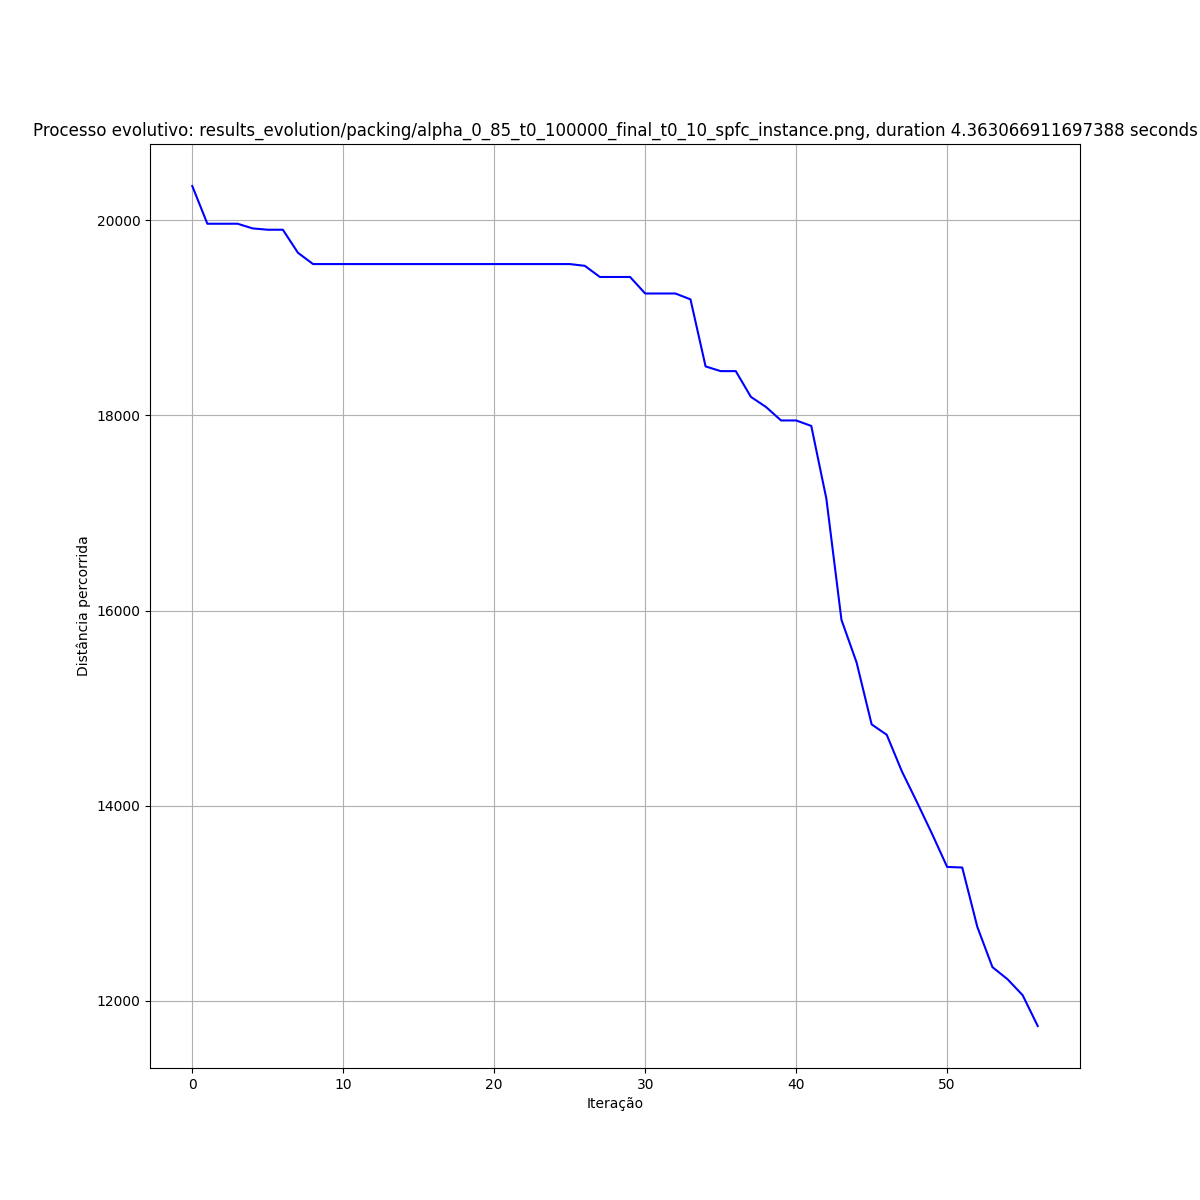 Processo evolutivo: results_evolution/packing/alpha_0_85_t0_100000_final_t0_10_spfc_instance.png, duration 4.363066911697388 seconds
20000
18000
16000
14000
12000
Distância percorrida
0 10 20 30 40 50
Iteração